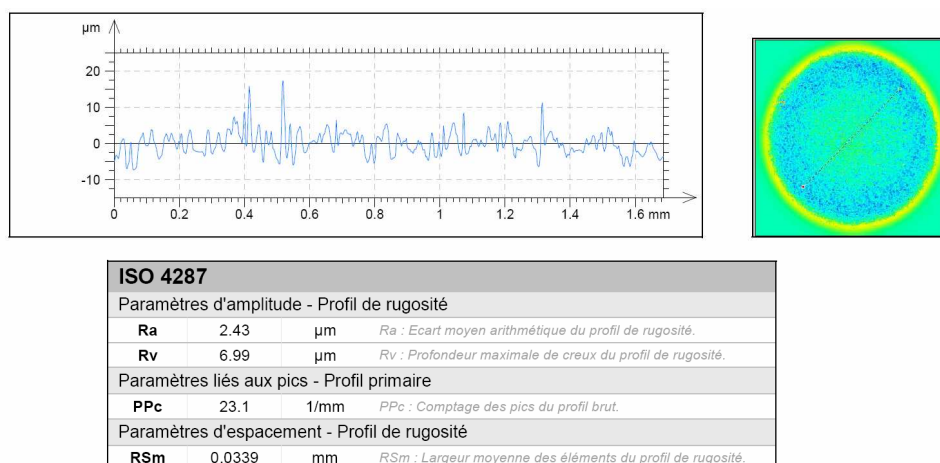 µm
20
10
0
-10
0 0.2 0.4 0.6 0.8 1 1.2 1.4 1.6 mm
ISO 4287
Paramètres d'amplitude - Profil de rugosité
Ra 2.43 µm Ra : Ecart moyen arithmétique du profil de rugosité.
Rv 6.99 µm Rv : Profondeur maximale de creux du profil de rugosité.
Paramètres liés aux pics - Profil primaire
PPc 23.1 1/mm PPc : Comptage des pics du profil brut.
Paramètres d'espacement - Profil de rugosité
RSm 0.0339 mm RSm : Largeur moyenne des éléments du profil de rugosité.